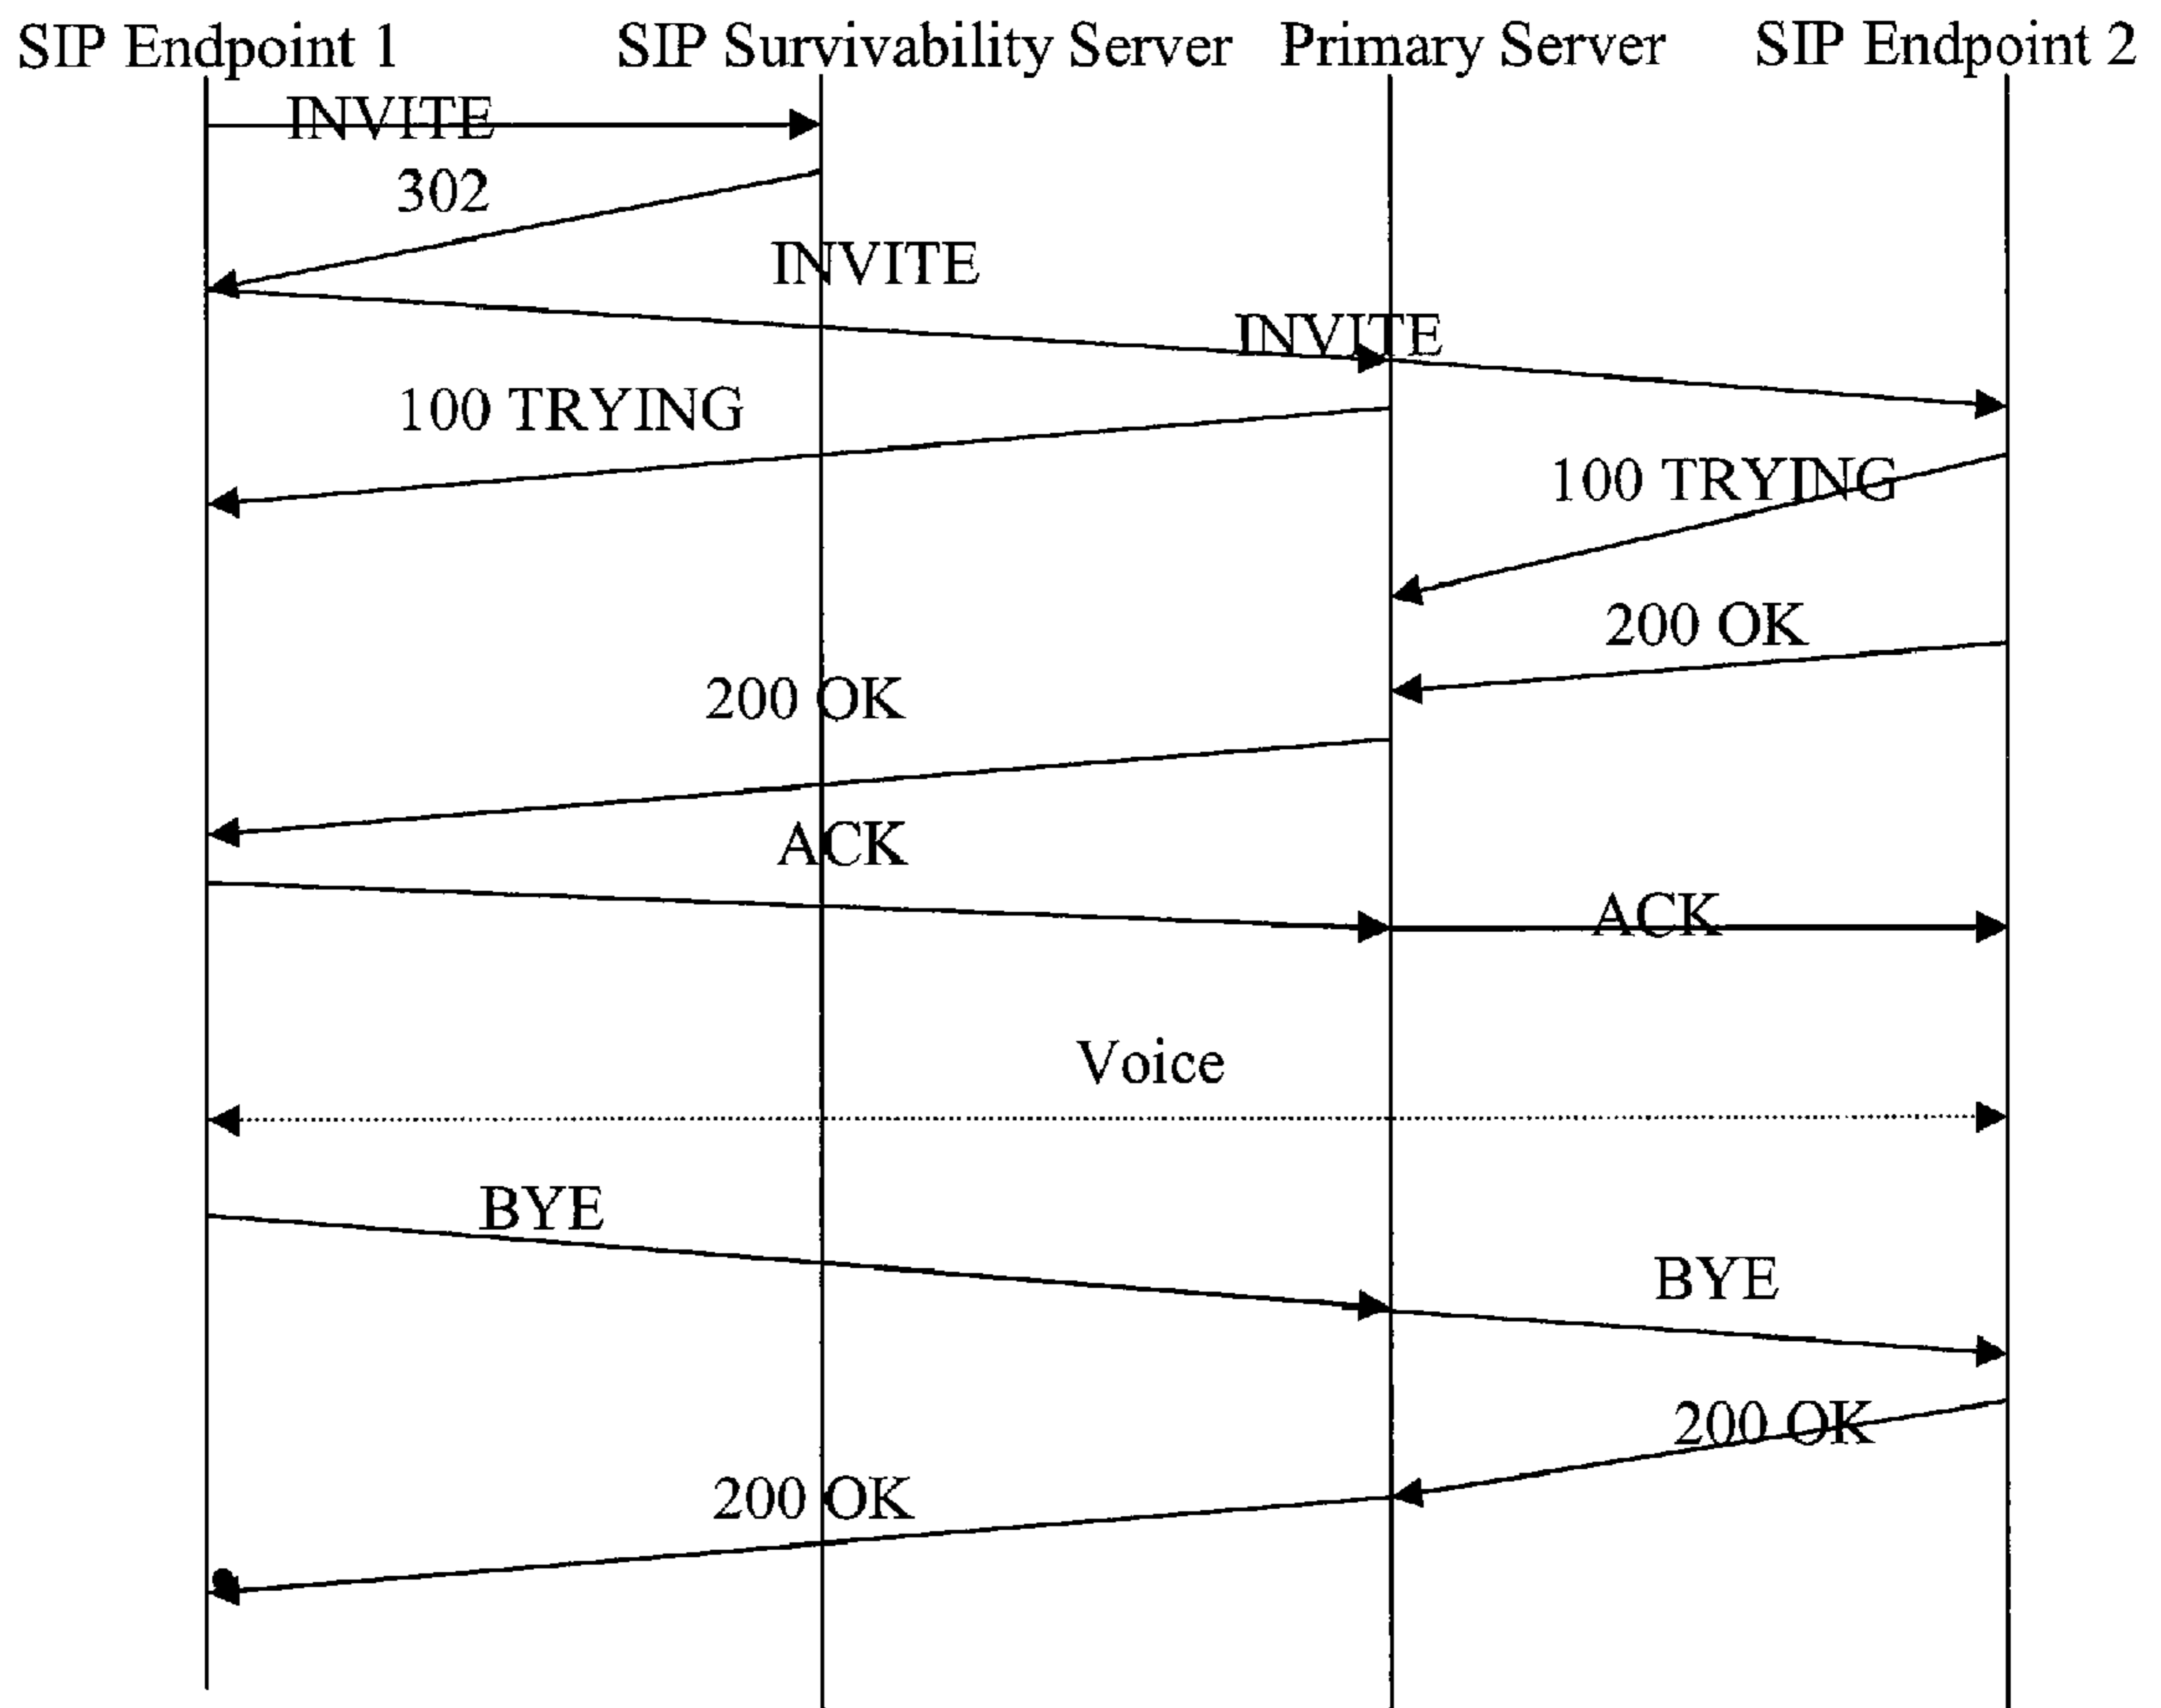 SIP Endpoint 1 SIP Survivability Server Primary Server SIP Endpoint 2
INVITE
302
INVITE
INVITE
100 TRYING
100 TRYING
200 OK
200 OK
ACK
ACK
Voice
BYE
BYE
200 OK
200 OK